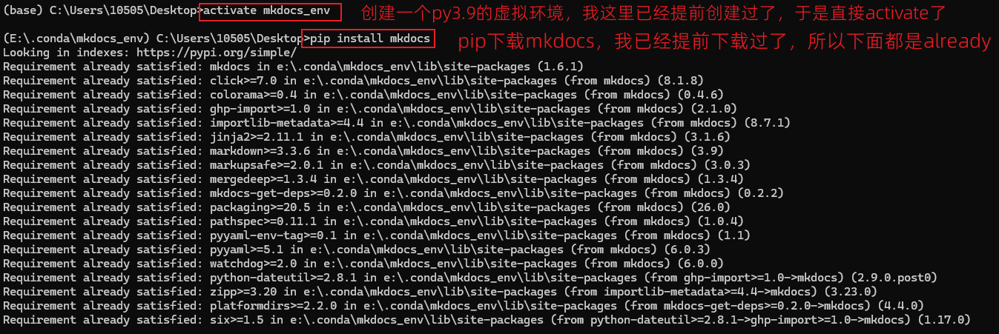 (base) C:\Users\10505\Desktop>activate mkdocs_env 创建一个py3.9的虚拟环境，我这里已经提前创建过了，于是直接activate了
(E:\.conda\mkdocs_env) C:\Users\10505\Desktop>pip install mkdocs pip下载mkdocs，我已经提前下载过了，所以下面都是already
Looking in indexes: https://pypi.org/simple/
Requirement already satisfied: mkdocs in e:\.conda\mkdocs_env\lib\site-packages (1.6.1)
Requirement already satisfied: click>=7.0 in e:\.conda\mkdocs_env\lib\site-packages (from mkdocs) (8.1.8)
Requirement already satisfied: colorama>=0.4 in e:\.conda\mkdocs_env\lib\site-packages (from mkdocs) (0.4.6)
Requirement already satisfied: ghp-import>=1.0 in e:\.conda\mkdocs_env\lib\site-packages (from mkdocs) (2.1.0)
Requirement already satisfied: importlib-metadata>=4.4 in e:\.conda\mkdocs_env\lib\site-packages (from mkdocs) (8.7.1)
Requirement already satisfied: jinja2>=2.11.1 in e:\.conda\mkdocs_env\lib\site-packages (from mkdocs) (3.1.6)
Requirement already satisfied: markdown>=3.3.6 in e:\.conda\mkdocs_env\lib\site-packages (from mkdocs) (3.9)
Requirement already satisfied: markupsafe>=2.0.1 in e:\.conda\mkdocs_env\lib\site-packages (from mkdocs) (3.0.3)
Requirement already satisfied: mergedeep>=1.3.4 in e:\.conda\mkdocs_env\lib\site-packages (from mkdocs) (1.3.4)
Requirement already satisfied: mkdocs-get-deps>=0.2.0 in e:\.conda\mkdocs_env\lib\site-packages (from mkdocs) (0.2.2)
Requirement already satisfied: packaging>=20.5 in e:\.conda\mkdocs_env\lib\site-packages (from mkdocs) (26.0)
Requirement already satisfied: pathspec>=0.11.1 in e:\.conda\mkdocs_env\lib\site-packages (from mkdocs) (1.0.4)
Requirement already satisfied: pyyaml-env-tag>=0.1 in e:\.conda\mkdocs_env\lib\site-packages (from mkdocs) (1.1)
Requirement already satisfied: pyyaml>=5.1 in e:\.conda\mkdocs_env\lib\site-packages (from mkdocs) (6.0.3)
Requirement already satisfied: watchdog>=2.0 in e:\.conda\mkdocs_env\lib\site-packages (from mkdocs) (6.0.0)
Requirement already satisfied: python-dateutil>=2.8.1 in e:\.conda\mkdocs_env\lib\site-packages (from ghp-import>=1.0->mkdocs) (2.9.0.post0)
Requirement already satisfied: zipp>=3.20 in e:\.conda\mkdocs_env\lib\site-packages (from importlib-metadata>=4.4->mkdocs) (3.23.0)
Requirement already satisfied: platformdirs>=2.2.0 in e:\.conda\mkdocs_env\lib\site-packages (from mkdocs-get-deps>=0.2.0->mkdocs) (4.4.0)
Requirement already satisfied: six>=1.5 in e:\.conda\mkdocs_env\lib\site-packages (from python-dateutil>=2.8.1->ghp-import>=1.0->mkdocs) (1.17.0)